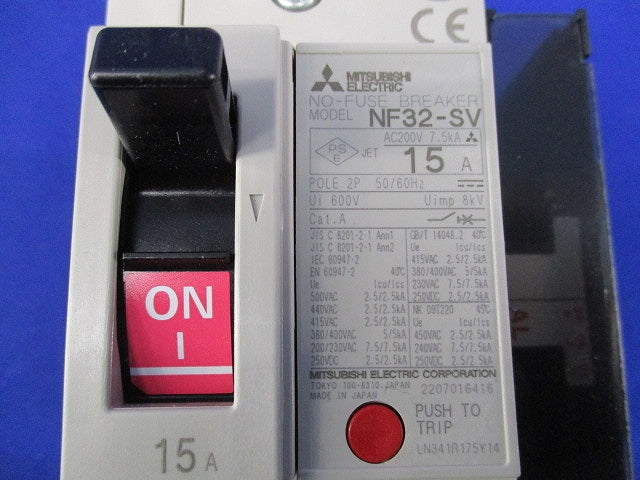 CE
MITSUBISHI
ELECTRIC
NO-FUSE BREAKER
MODEL NF32-SV
AC200V 7.5kA
PS
E
JET 15 A
POLE 2P 50/60Hz
Ui 600V Uimp 8kV
Cat.A
JIS C 8201-2-1 Ann1
JIS C 8201-2-1 Ann2
IEC 60947-2
EN 60947-2 40℃
Ue Icu/Ics
500VAC 2.5/2.5kA
440VAC 2.5/2.5kA
415VAC 2.5/2.5kA
380/400VAC 5/5kA
200/230VAC 7.5/7.5kA
250VDC 2.5/2.5kA
GB/T 14048.2 40℃
Ue Icu/Ics
415VAC 2.5/2.5kA
380/400VAC 5/5kA
230VAC 7.5/7.5kA
250VDC 2.5/2.5kA
NK 09T220 45℃
Ue Icu/Ics
450VAC 2.5/2.5kA
240VAC 7.5/7.5kA
250VDC 2.5/2.5kA
MITSUBISHI ELECTRIC CORPORATION
TOKYO 100-8310,JAPAN 2207016416
MADE IN JAPAN
PUSH TO
TRIP
LN341R175Y14
ON
I
15 A